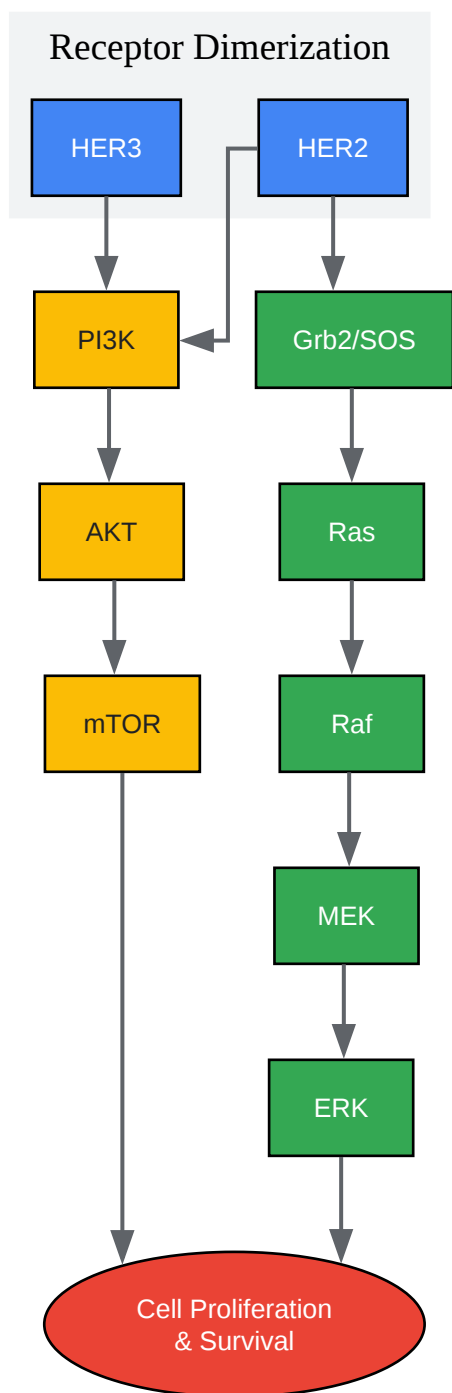 Receptor Dimerization
HER3
HER2
PI3K
Grb2/SOS
AKT
Ras
mTOR
Raf
MEK
ERK
Cell Proliferation
& Survival